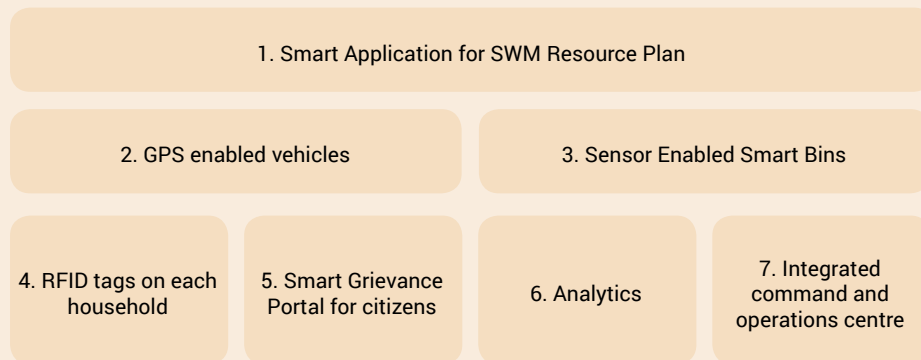 1. Smart Application for SWM Resource Plan
2. GPS enabled vehicles
3. Sensor Enabled Smart Bins
4. RFID tags on each
household
5. Smart Grievance
Portal for citizens
6. Analytics
7. Integrated
command and
operations centre